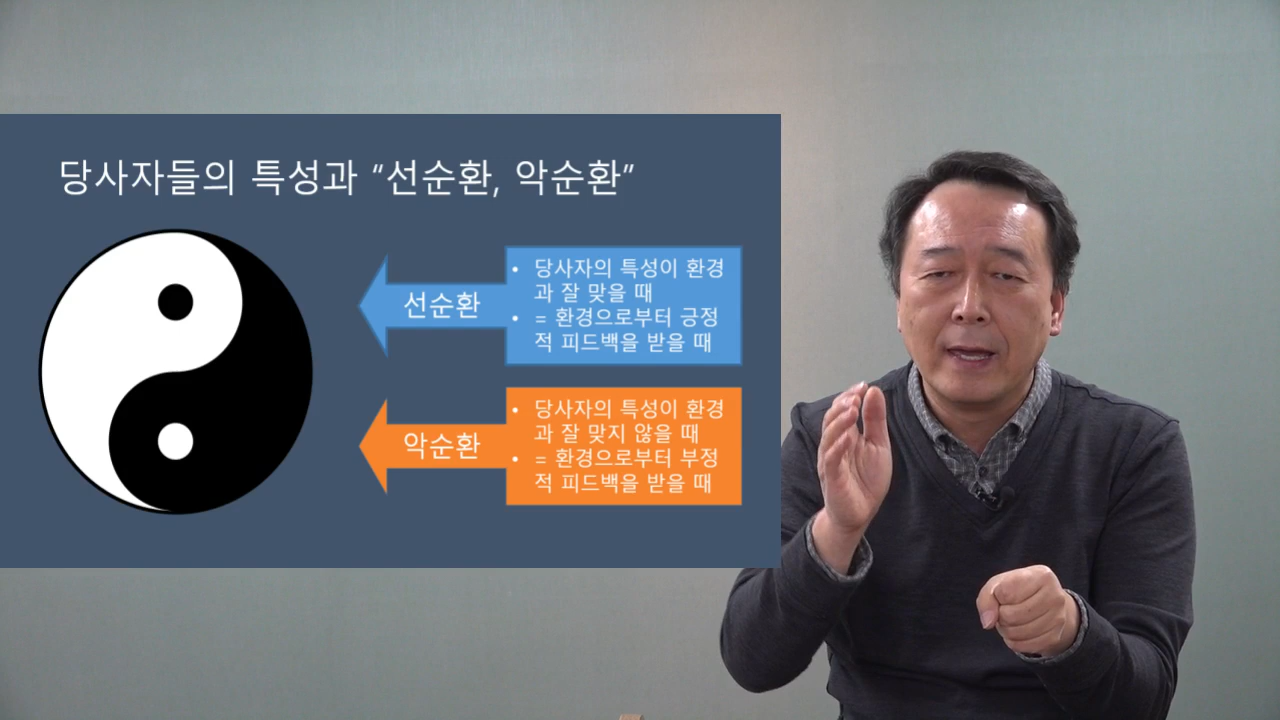 당사자들의 특성과 “선순환, 악순환”
선순환
• 당사자의 특성이 환경
과 잘 맞을 때
• = 환경으로부터 긍정
적 피드백을 받을 때
악순환
• 당사자의 특성이 환경
과 잘 맞지 않을 때
• = 환경으로부터 부정
적 피드백을 받을 때